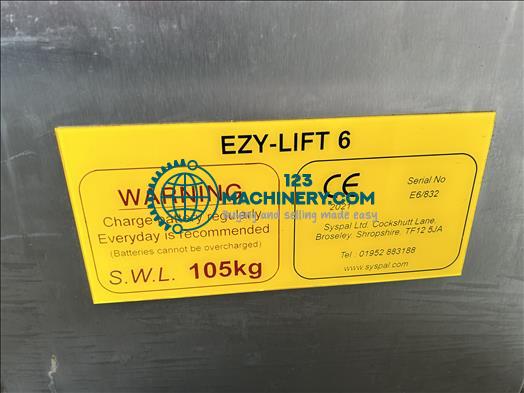 EZY-LIFT 6
WARNING
Charge battery regularly
Everyday is recommended
(Batteries cannot be overcharged)
S.W.L. 105kg
CE
2021
Serial No
E6/832
Syspal Ltd, Cockshutt Lane,
Broseley, Shropshire, TF12 5JA
Tel : 01952 883188
www.syspal.com
123
MACHINERY.COM
buying and selling made easy